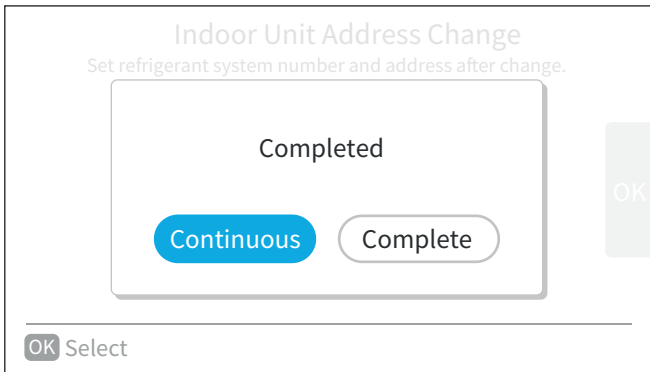 Indoor Unit Address Change
Set refrigerant system number and address after change.
Completed
Continuous Complete
OK
OK Select